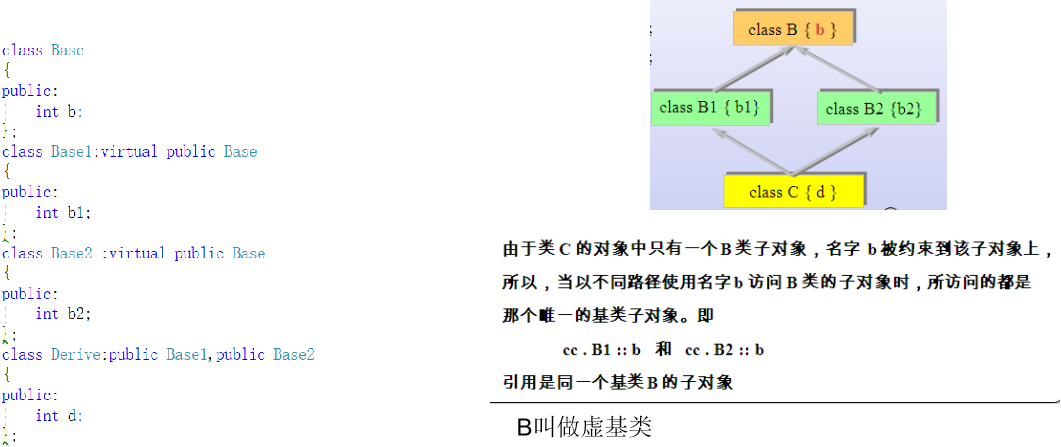 class Base
{
public:
int b;
};
class Base1:virtual public Base
{
public:
int b1;
};
class Base2 :virtual public Base
{
public:
int b2;
};
class Derive:public Base1,public Base2
{
public:
int d;
};
class B { b }
class B1 { b1}
class B2 {b2}
class C { d }
由于类 C 的对象中只有一个 B 类子对象，名字 b 被约束到该子对象上，
所以，当以不同路径使用名字 b 访问 B 类的子对象时，所访问的都是
那个唯一的基类子对象。即
cc . B1 :: b 和 cc . B2 :: b
引用是同一个基类 B 的子对象
B叫做虚基类